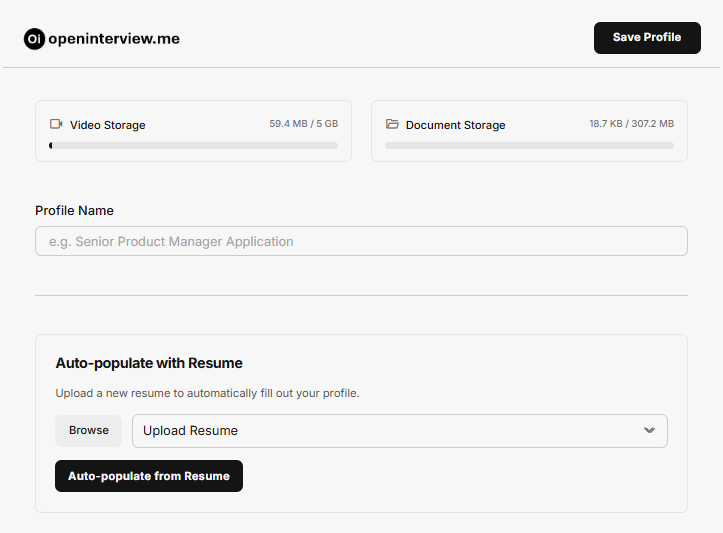 Oi openinterview.me
Save Profile
Video Storage 59.4 MB / 5 GB
Document Storage 18.7 KB / 307.2 MB
Profile Name
e.g. Senior Product Manager Application
Auto-populate with Resume
Upload a new resume to automatically fill out your profile.
Browse
Upload Resume
Auto-populate from Resume